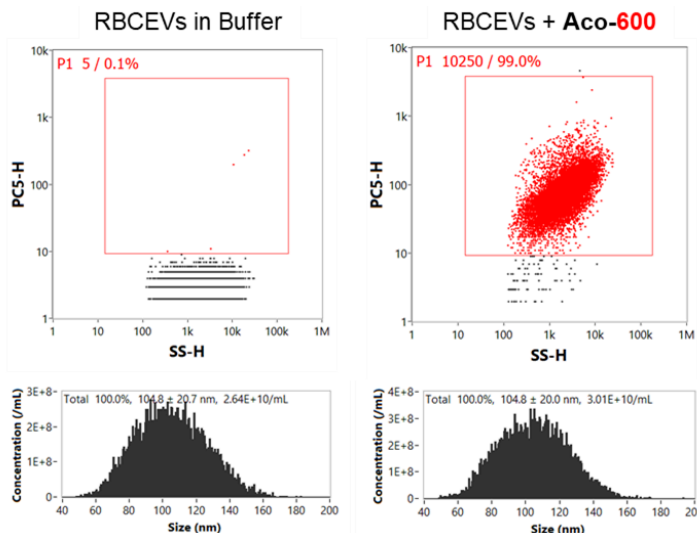 RBCEVs in Buffer
P1 5 / 0.1%
10k
1k
100
10
1
PC5-H
1 10 100 1k 10k 100k 1M
SS-H
RBCEVs + Aco-600
P1 10250 / 99.0%
10k
1k
100
10
1
PC5-H
1 10 100 1k 10k 100k 1M
SS-H
Total 100.0%, 104.8 ± 20.7 nm, 2.64E+10/mL
3E+8
2E+8
1E+8
0
Concentration (/mL)
40 60 80 100 120 140 160 180 200
Size (nm)
Total 100.0%, 104.8 ± 20.0 nm, 3.01E+10/mL
4E+8
3E+8
2E+8
1E+8
0
Concentration (/mL)
40 60 80 100 120 140 160 180 200
Size (nm)